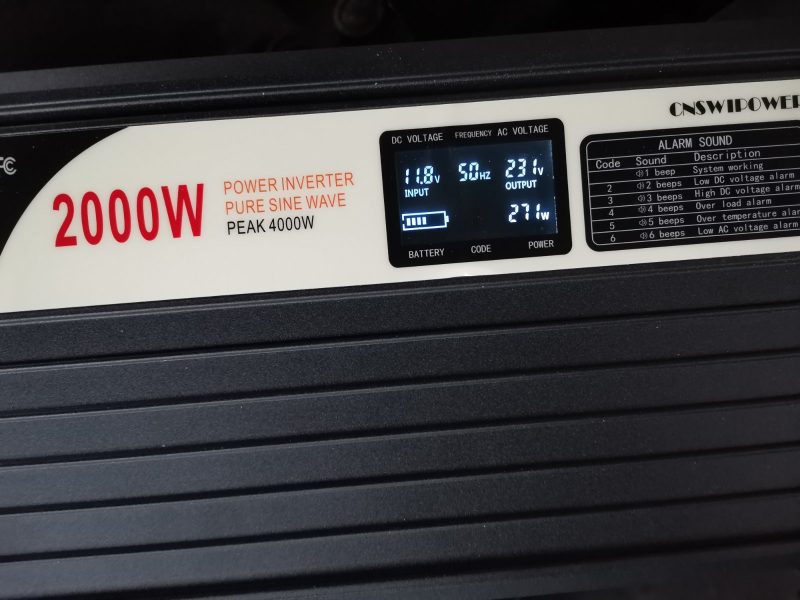 FC
2000W
POWER INVERTER
PURE SINE WAVE
PEAK 4000W
DC VOLTAGE FREQUENCY AC VOLTAGE
11.8V 50HZ 231V
INPUT OUTPUT
271W
BATTERY CODE POWER
CNSWIPOWER
ALARM SOUND
Code Sound Description
1 beep System working
2 2 beeps Low DC voltage alarm
3 3 beeps High DC voltage alarm
4 4 beeps Over load alarm
5 5 beeps Over temperature alar
6 6 beeps Low AC voltage alarm